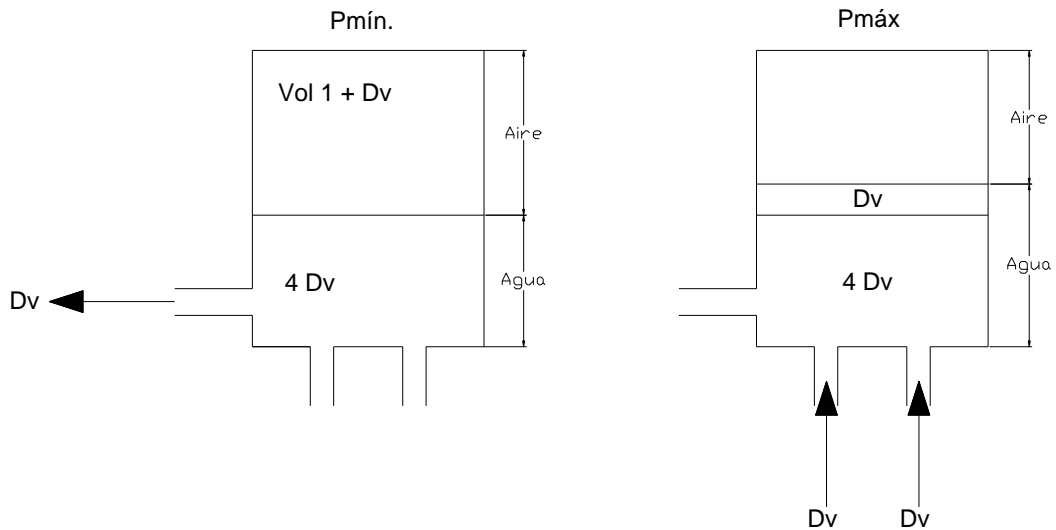 Pmín.
Vol 1 + Dv
Aire
4 Dv
Agua
Dv
Pmáx
Aire
Dv
4 Dv
Agua
Dv
Dv